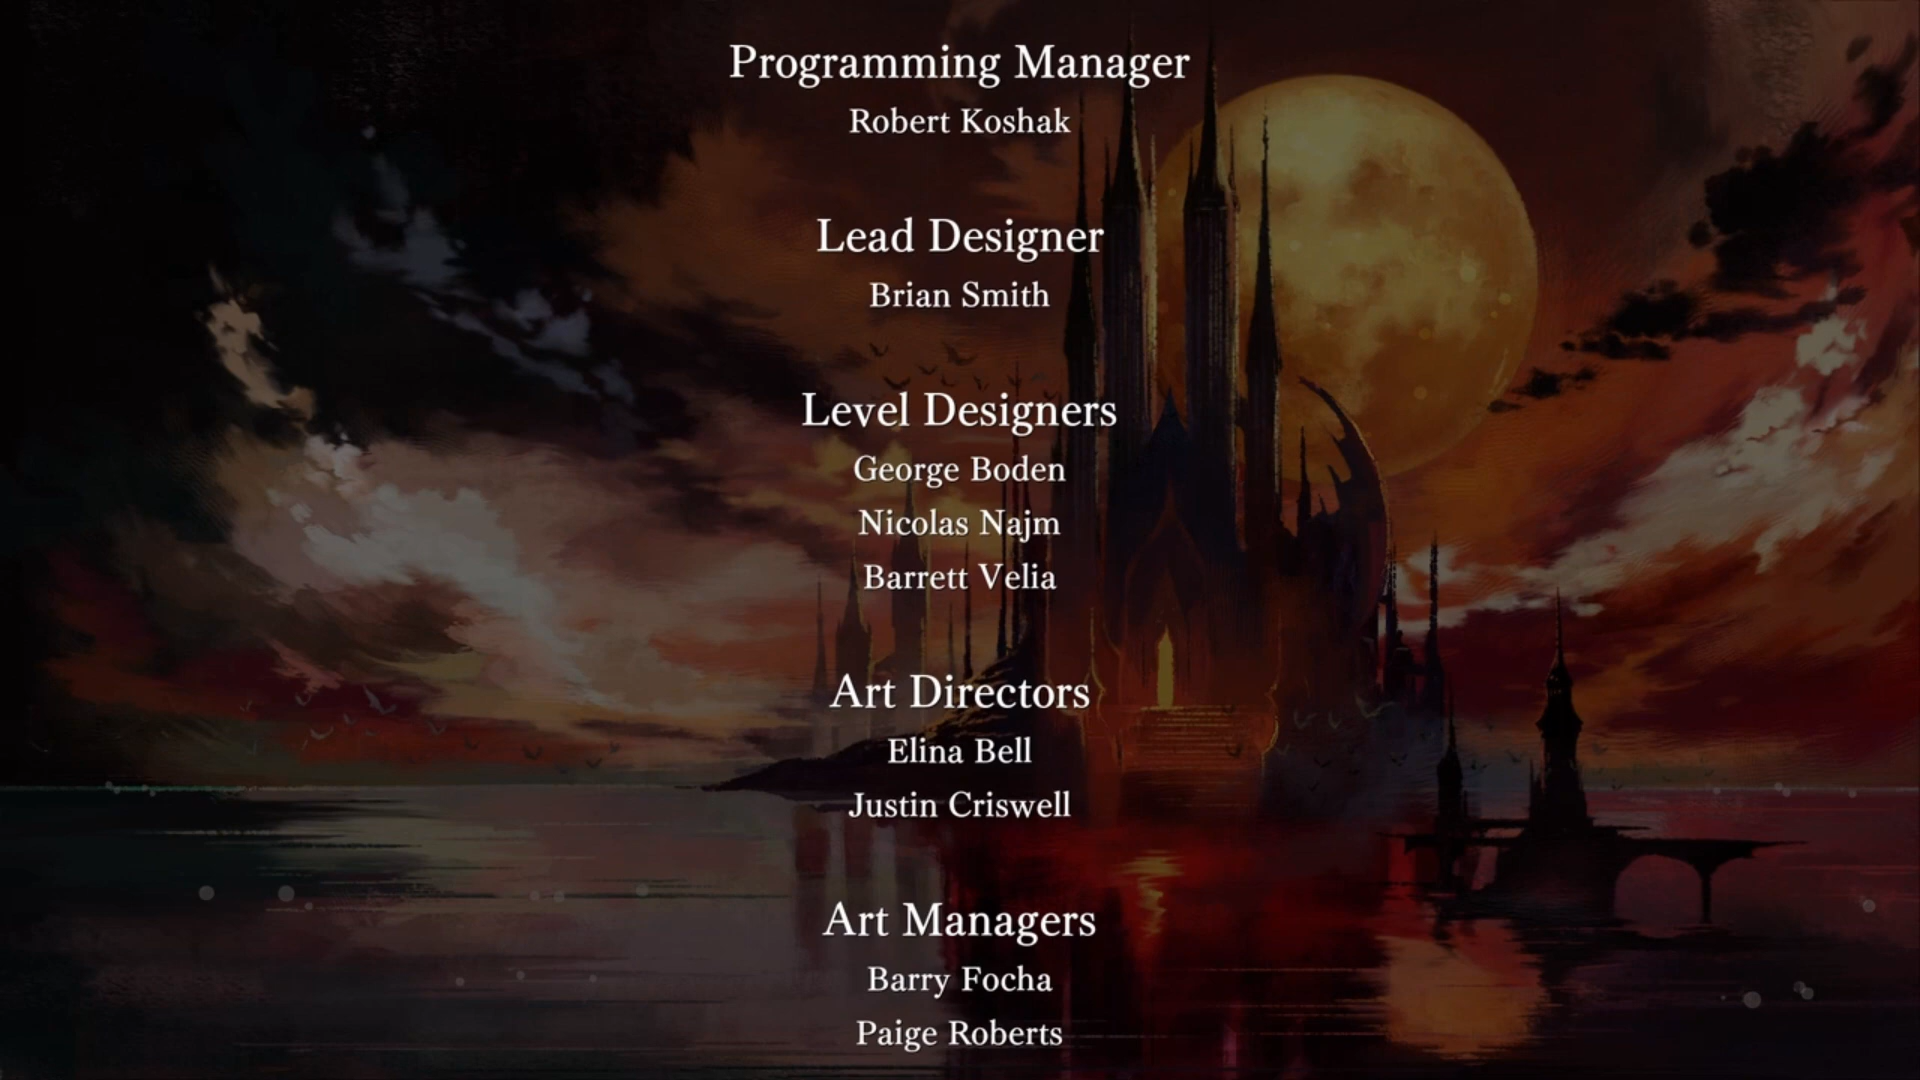 Programming Manager
Robert Koshak
Lead Designer
Brian Smith
Level Designers
George Boden
Nicolas Najm
Barrett Velia
Art Directors
Elina Bell
Justin Criswell
Art Managers
Barry Focha
Paige Roberts